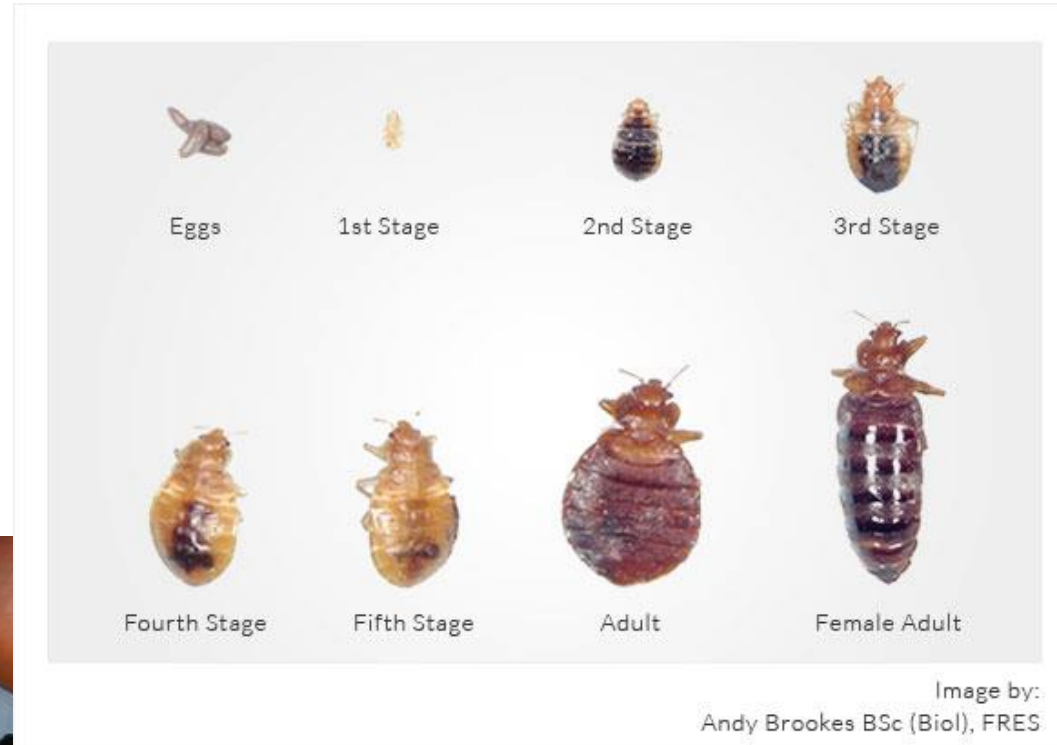 Eggs 1st Stage 2nd Stage 3rd Stage
Fourth Stage Fifth Stage Adult Female Adult
Image by:
Andy Brookes BSc (Biol), FRES